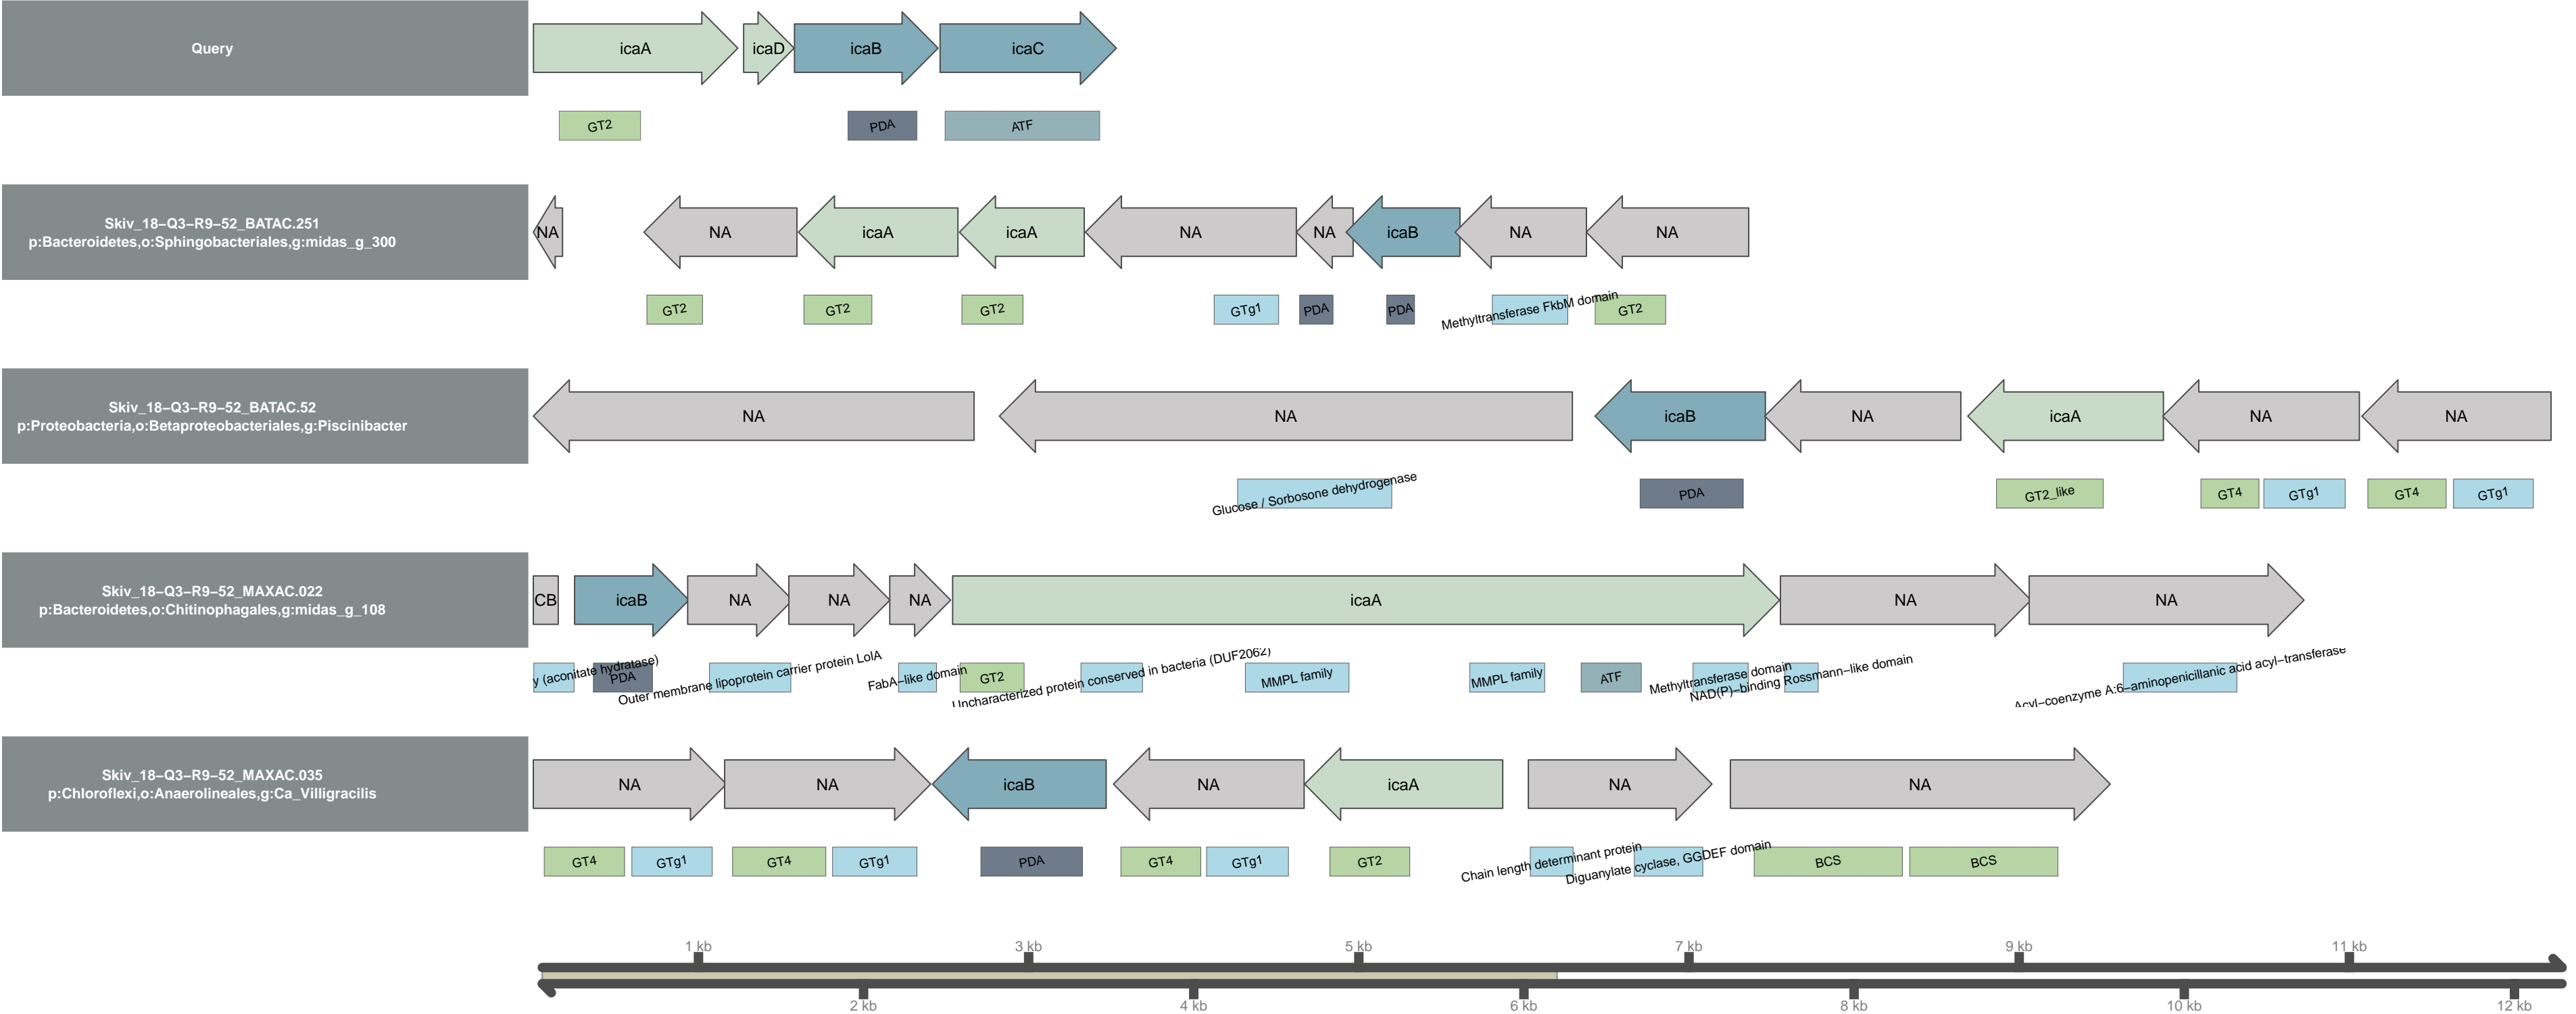 Query
icaA icaD icaB icaC
GT2 PDA ATF
Skiv_18−Q3−R9−52_BATAC.251
p:Bacteroidetes,o:Sphingobacteriales,g:midas_g_300
NA NA icaA icaA NA NA icaB NA NA
GT2 GT2 GT2 GTg1 PDA PDA Methyltransferase FkbM domain GT2
Skiv_18−Q3−R9−52_BATAC.52
p:Proteobacteria,o:Betaproteobacteriales,g:Piscinibacter
NA NA icaB NA icaA NA NA
Glucose / Sorbosone dehydrogenase PDA GT2_like GT4 GTg1 GT4 GTg1
Skiv_18−Q3−R9−52_MAXAC.022
p:Bacteroidetes,o:Chitinophagales,g:midas_g_108
CB icaB NA NA NA icaA NA NA
y (aconitate hydratase) PDA Outer membrane lipoprotein carrier protein LolA FabA−like domain GT2 Uncharacterized protein conserved in bacteria (DUF2062) MMPL family MMPL family ATF Methyltransferase domain NAD(P)−binding Rossmann−like domain Acyl−coenzyme A:6−aminopenicillanic acid acyl−transferase
Skiv_18−Q3−R9−52_MAXAC.035
p:Chloroflexi,o:Anaerolineales,g:Ca_Villigracilis
NA NA icaB NA icaA NA NA
GT4 GTg1 GT4 GTg1 PDA GT4 GTg1 GT2 Chain length determinant protein Diguanylate cyclase, GGDEF domain BCS BCS
1 kb 3 kb 5 kb 7 kb 9 kb 11 kb
2 kb 4 kb 6 kb 8 kb 10 kb 12 kb